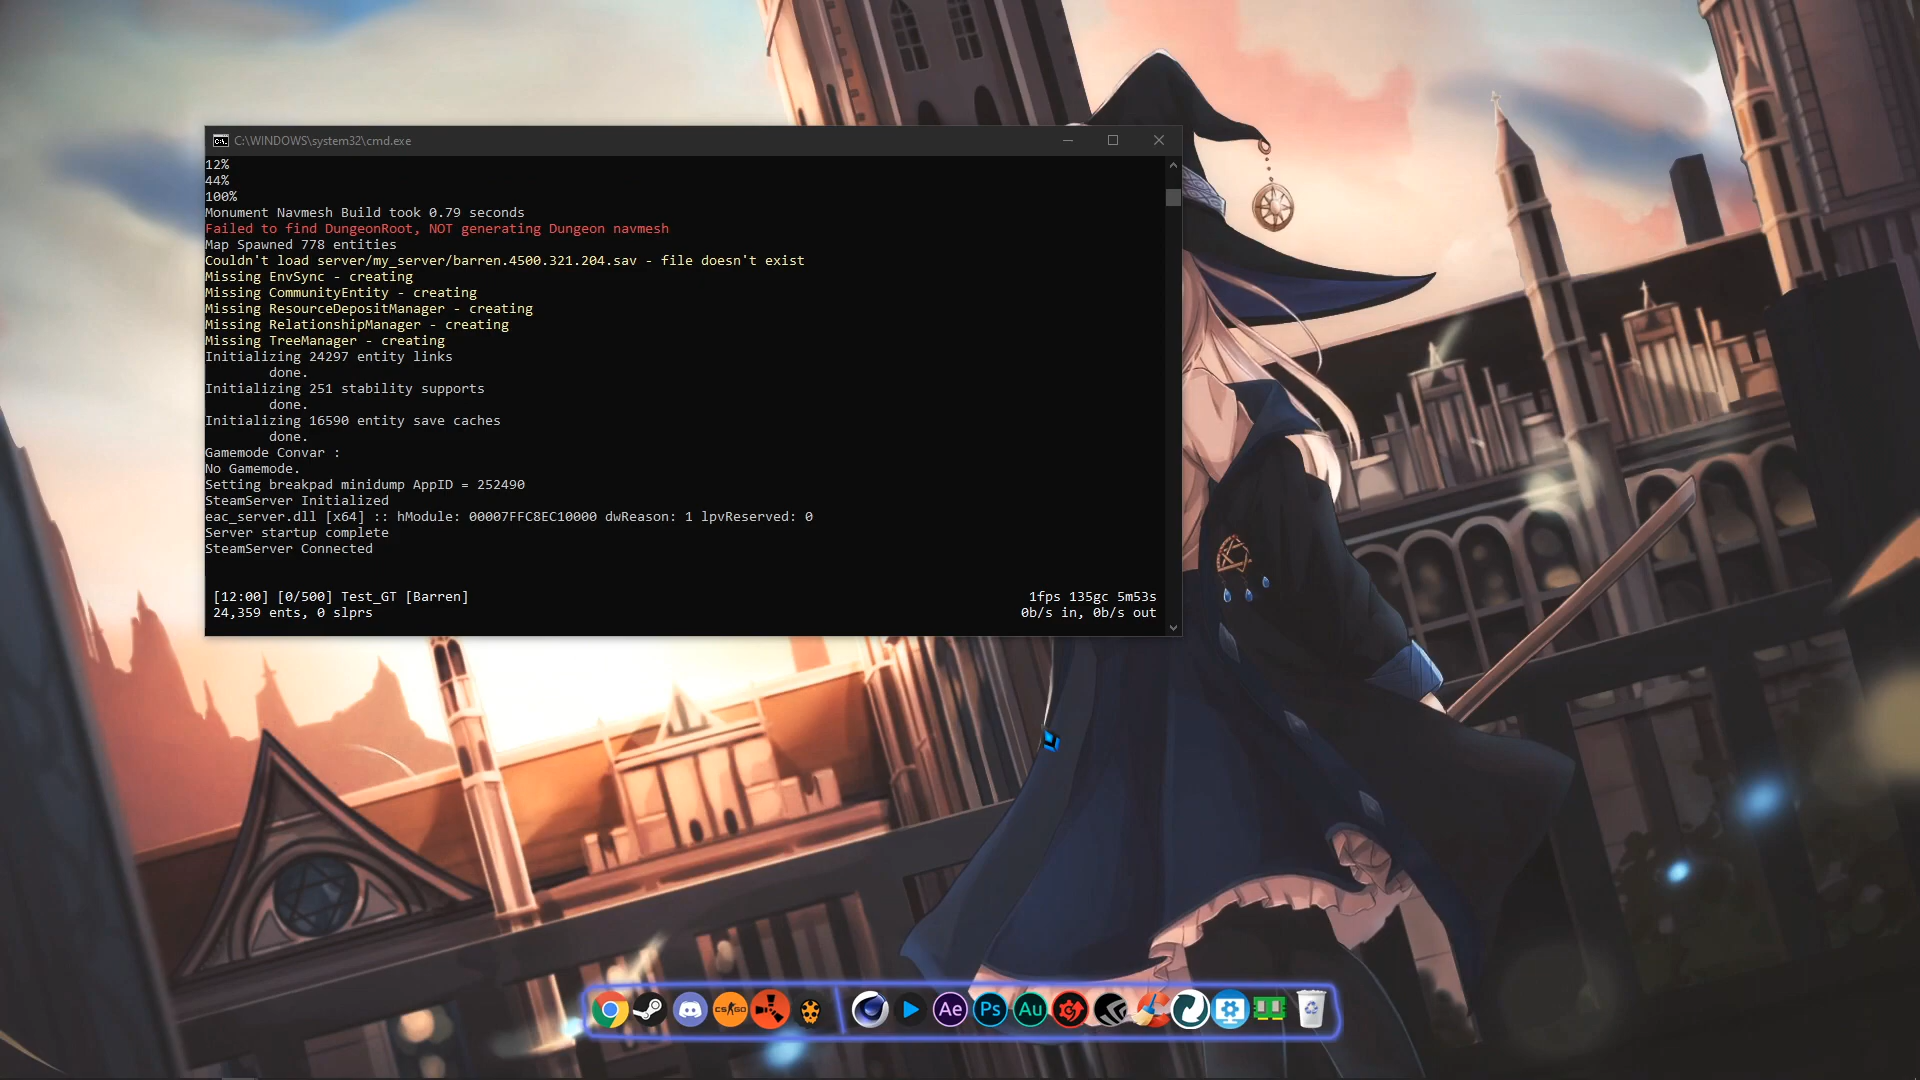 C:\WINDOWS\system32\cmd.exe
12%
44%
100%
Monument Navmesh Build took 0.79 seconds
Failed to find DungeonRoot, NOT generating Dungeon navmesh
Map Spawned 778 entities
Couldn't load server/my_server/barren.4500.321.204.sav - file doesn't exist
Missing EnvSync - creating
Missing CommunityEntity - creating
Missing ResourceDepositManager - creating
Missing RelationshipManager - creating
Missing TreeManager - creating
Initializing 24297 entity links
done.
Initializing 251 stability supports
done.
Initializing 16590 entity save caches
done.
Gamemode Convar :
No Gamemode.
Setting breakpad minidump AppID = 252490
SteamServer Initialized
eac_server.dll [x64] :: hModule: 00007FFC8EC10000 dwReason: 1 lpvReserved: 0
Server startup complete
SteamServer Connected
[12:00] [0/500] Test_GT [Barren] 1fps 135gc 5m53s
24,359 ents, 0 slprs 0b/s in, 0b/s out
CS:GO Ae Ps Au